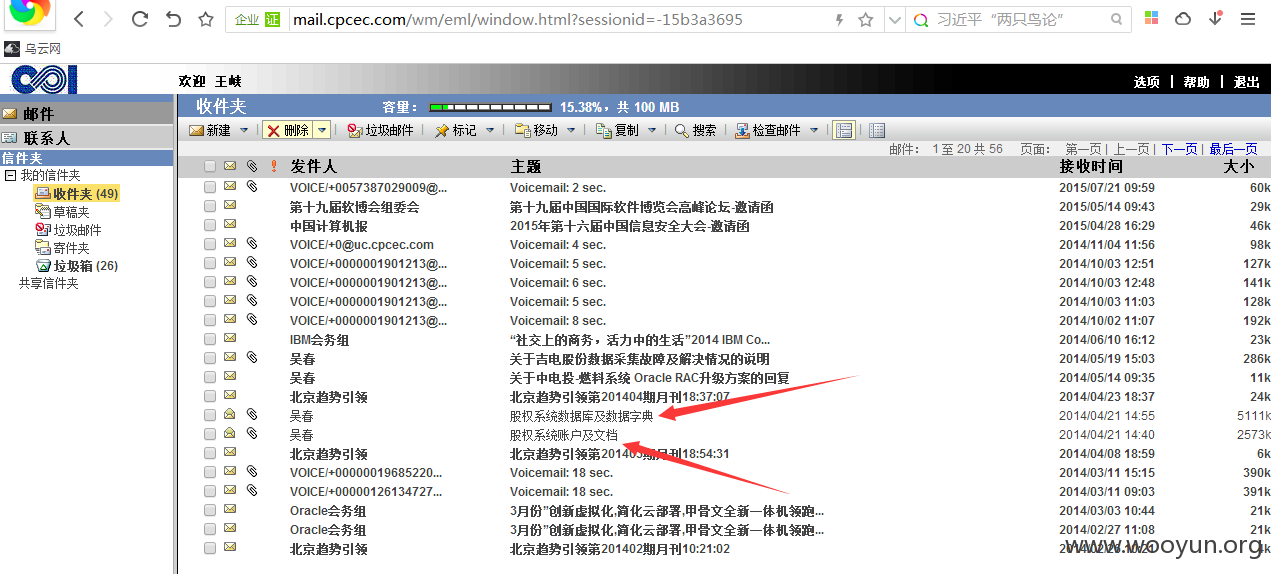 企业 证 mail.cpcec.com/wm/eml/window.html?sessionid=-15b3a3695 习近平“两只鸟论”
乌云网
欢迎 王峡 选项 | 帮助 | 退出
邮件
收件夹 容量： 15.38%，共 100 MB
联系人
新建 删除 垃圾邮件 标记 移动 复制 搜索 检查邮件
邮件： 1 至 20 共 56 页面： 第一页 | 上一页 | 下一页 | 最后一页
信件夹
我的信件夹
收件夹 (49)
草稿夹
垃圾邮件
寄件夹
垃圾箱 (26)
共享信件夹
发件人 主题 接收时间 大小
VOICE/+0057387029009@... Voicemail: 2 sec. 2015/07/21 09:59 60k
第十九届软博会组委会 第十九届中国国际软件博览会高峰论坛-邀请函 2015/05/14 09:43 29k
中国计算机报 2015年第十六届中国信息安全大会-邀请函 2015/04/28 16:29 46k
VOICE/+0@uc.cpcec.com Voicemail: 4 sec. 2014/11/04 11:56 98k
VOICE/+0000001901213@... Voicemail: 5 sec. 2014/10/03 12:51 127k
VOICE/+0000001901213@... Voicemail: 6 sec. 2014/10/03 12:48 141k
VOICE/+0000001901213@... Voicemail: 5 sec. 2014/10/03 11:03 128k
VOICE/+0000001901213@... Voicemail: 8 sec. 2014/10/02 11:07 192k
IBM会务组 “社交上的商务，活力中的生活”2014 IBM Co... 2014/06/10 16:12 23k
吴春 关于吉电股份数据采集故障及解决情况的说明 2014/05/19 15:03 286k
吴春 关于中电投-燃料系统 Oracle RAC升级方案的回复 2014/05/14 09:35 11k
北京趋势引领 北京趋势引领第201404期月刊18:37:07 2014/04/23 18:37 24k
吴春 股权系统数据库及数据字典 2014/04/21 14:55 5111k
吴春 股权系统账户及文档 2014/04/21 14:40 2573k
北京趋势引领 北京趋势引领第201403期月刊18:54:31 2014/04/08 18:59 6k
VOICE/+00000019685220... Voicemail: 18 sec. 2014/03/11 15:15 390k
VOICE/+00000126134727... Voicemail: 18 sec. 2014/03/11 09:03 391k
Oracle会务组 3月份”创新虚拟化,简化云部署,甲骨文全新一体机领跑... 2014/03/03 10:44 21k
Oracle会务组 3月份”创新虚拟化,简化云部署,甲骨文全新一体机领跑... 2014/02/27 11:08 21k
北京趋势引领 北京趋势引领第201402期月刊10:21:02 2014/02/26 10:21
www.wooyun.org